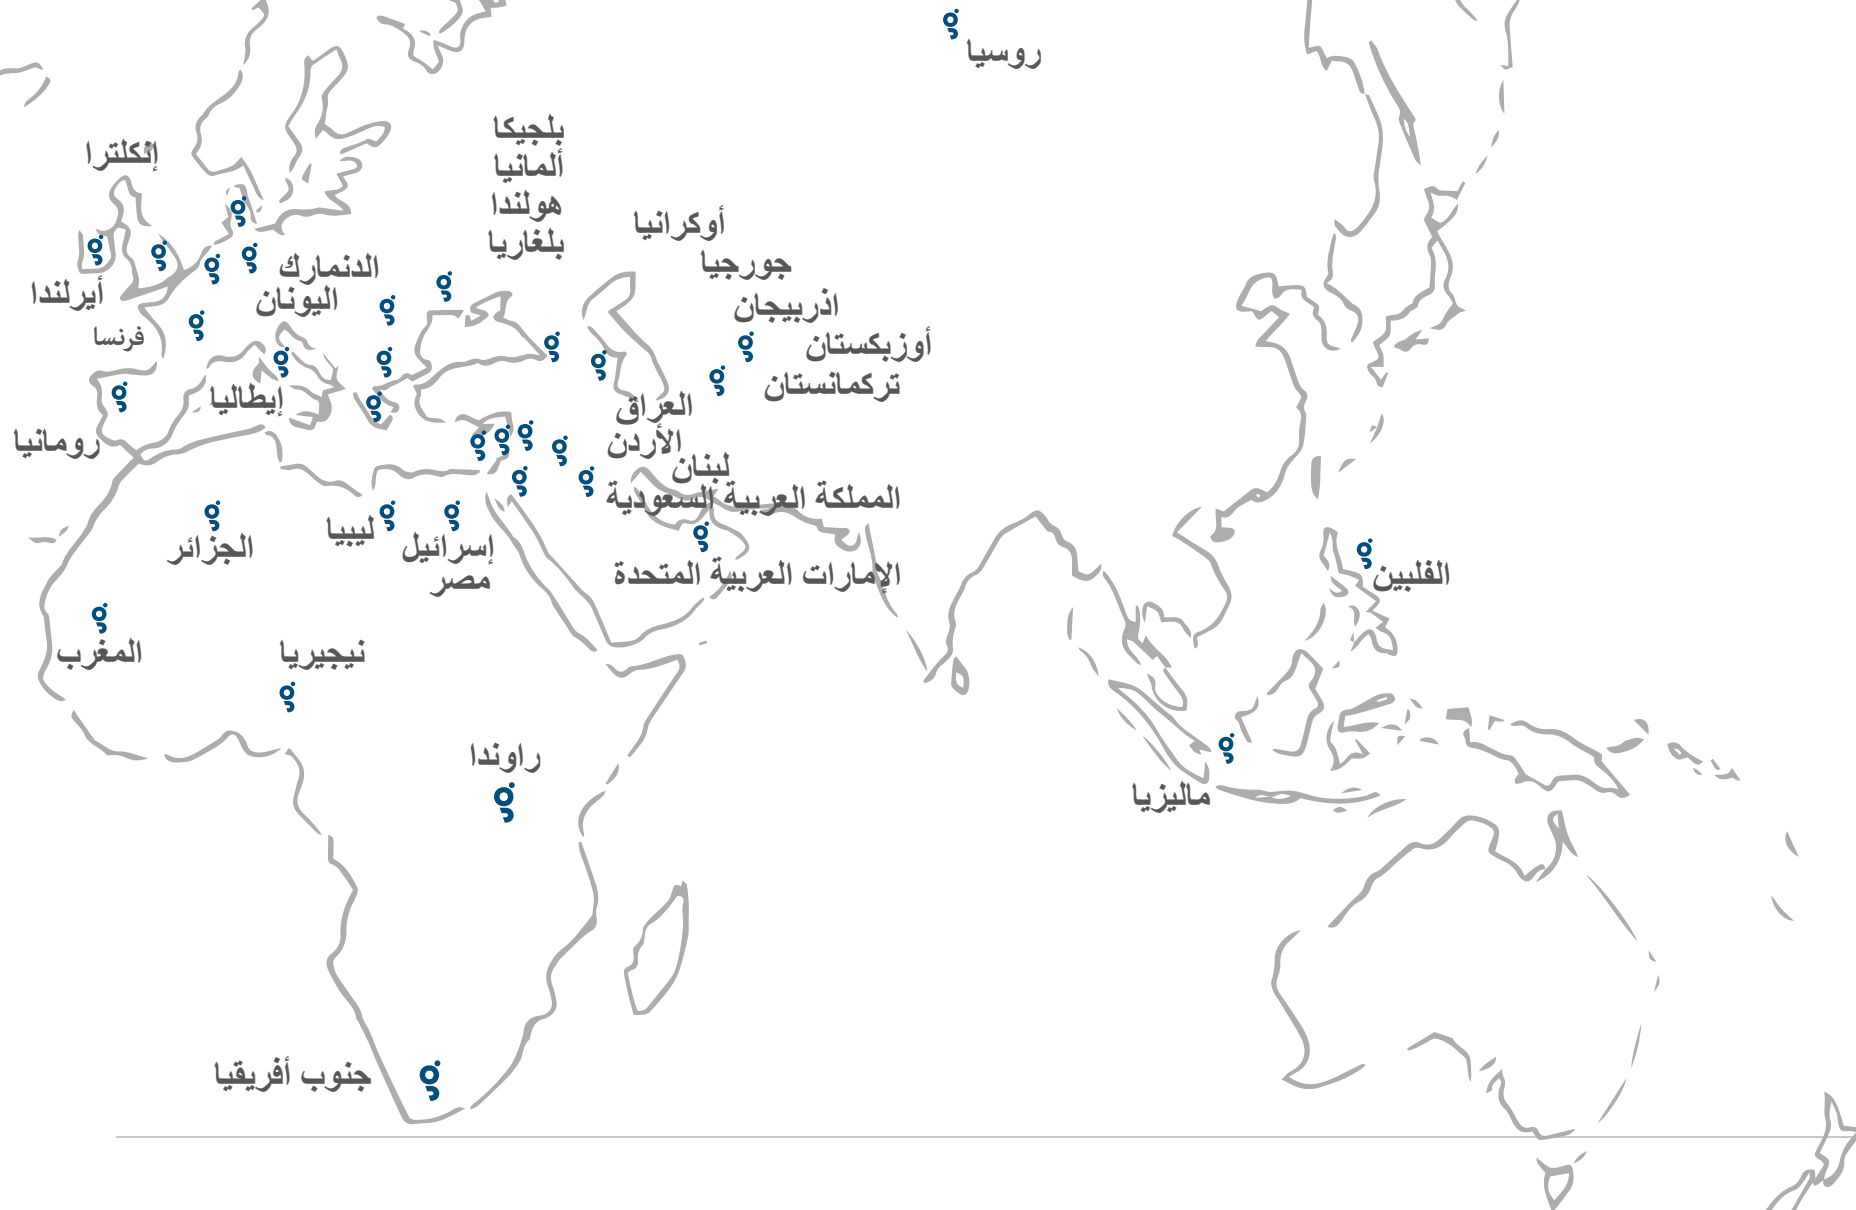 روسيا
بلجيكا
ألمانيا
هولندا
بلغاريا
إنكلترا
أوكرانيا
جورجيا
اذربيجان
أوزبكستان
تركمانستان
الدنمارك
اليونان
أيرلندا
فرنسا
إيطاليا
رومانيا
العراق
الأردن
لبنان
المملكة العربية السعودية
الإمارات العربية المتحدة
الجزائر
ليبيا
إسرائيل
مصر
الفلبين
المغرب
نيجيريا
راوندا
ماليزيا
جنوب أفريقيا